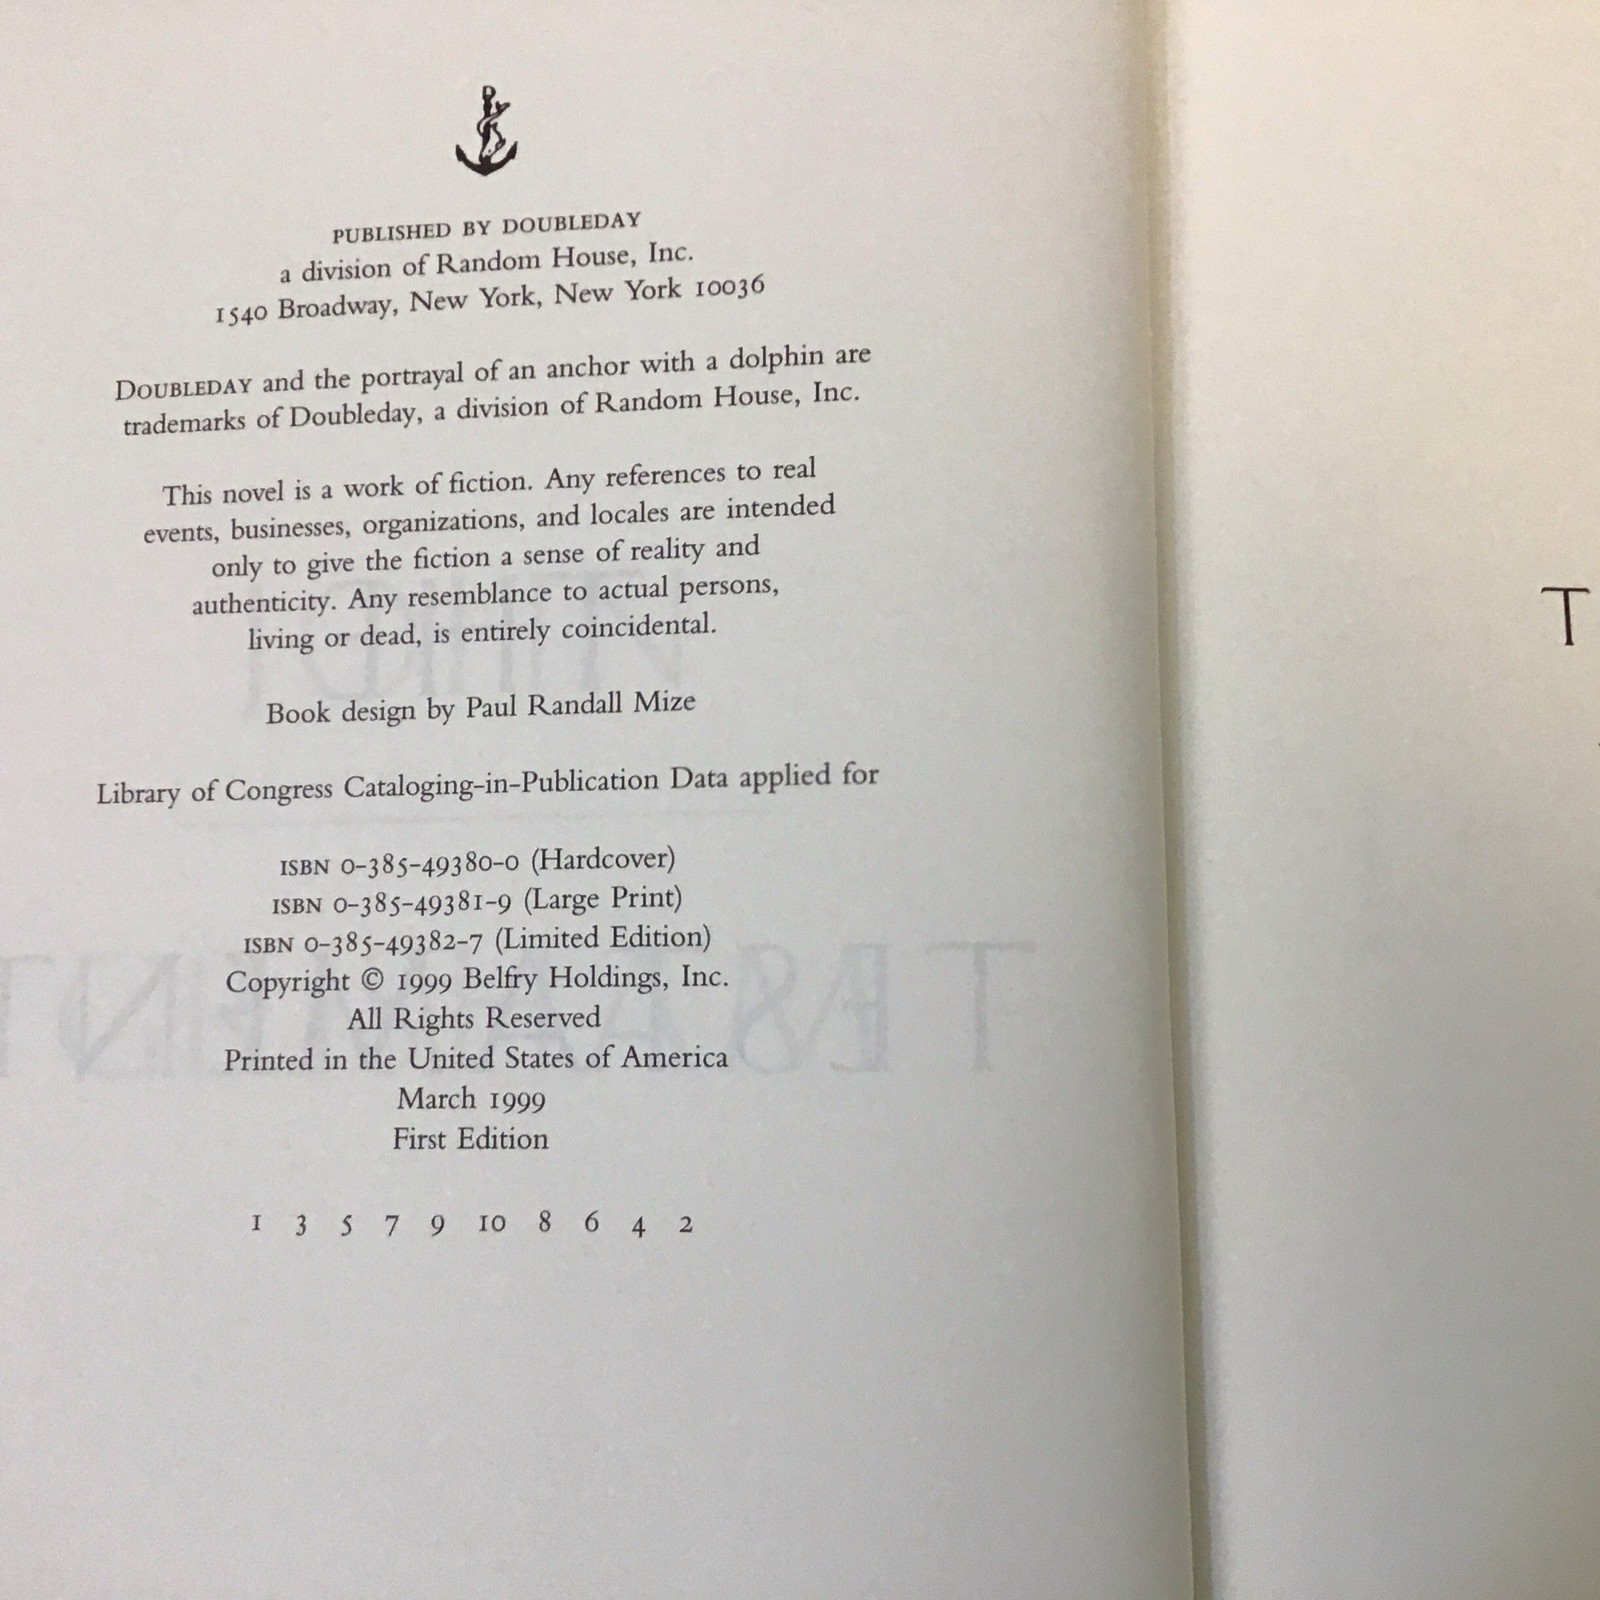 PUBLISHED BY DOUBLEDAY
a division of Random House, Inc.
1540 Broadway, New York, New York 10036
DOUBLEDAY and the portrayal of an anchor with a dolphin are
trademarks of Doubleday, a division of Random House, Inc.
This novel is a work of fiction. Any references to real
events, businesses, organizations, and locales are intended
only to give the fiction a sense of reality and
authenticity. Any resemblance to actual persons,
living or dead, is entirely coincidental.
Book design by Paul Randall Mize
Library of Congress Cataloging-in-Publication Data applied for
ISBN 0-385-49380-0 (Hardcover)
ISBN 0-385-49381-9 (Large Print)
ISBN 0-385-49382-7 (Limited Edition)
Copyright © 1999 Belfry Holdings, Inc.
All Rights Reserved
Printed in the United States of America
March 1999
First Edition
1 3 5 7 9 10 8 6 4 2
T